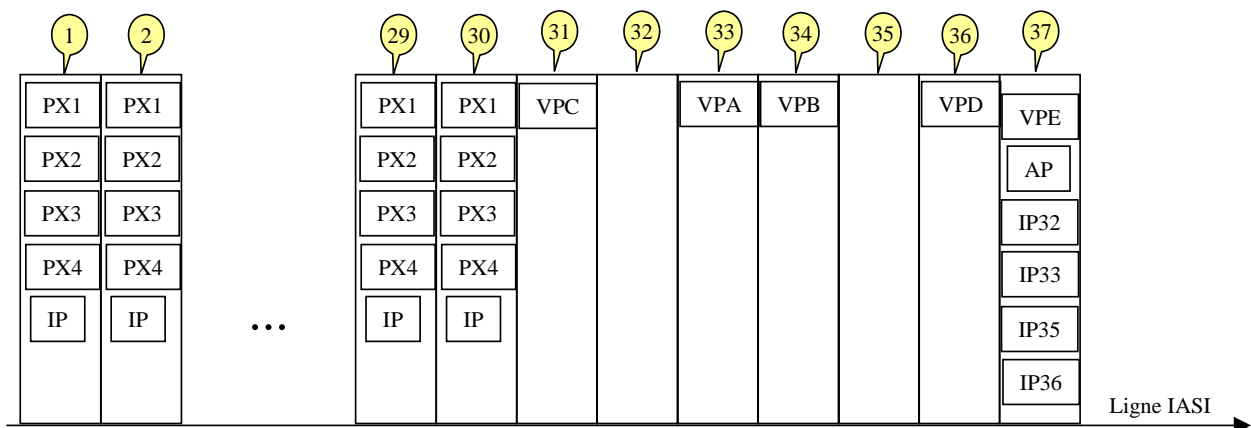 1 2 29 30 31 32 33 34 35 36 37
PX1 PX1 PX1 PX1 VPC VPA VPB VPD VPE
PX2 PX2 PX2 PX2 AP
PX3 PX3 PX3 PX3 IP32
PX4 PX4 PX4 PX4 IP33
IP IP ... IP IP IP35
IP36
Ligne IASI